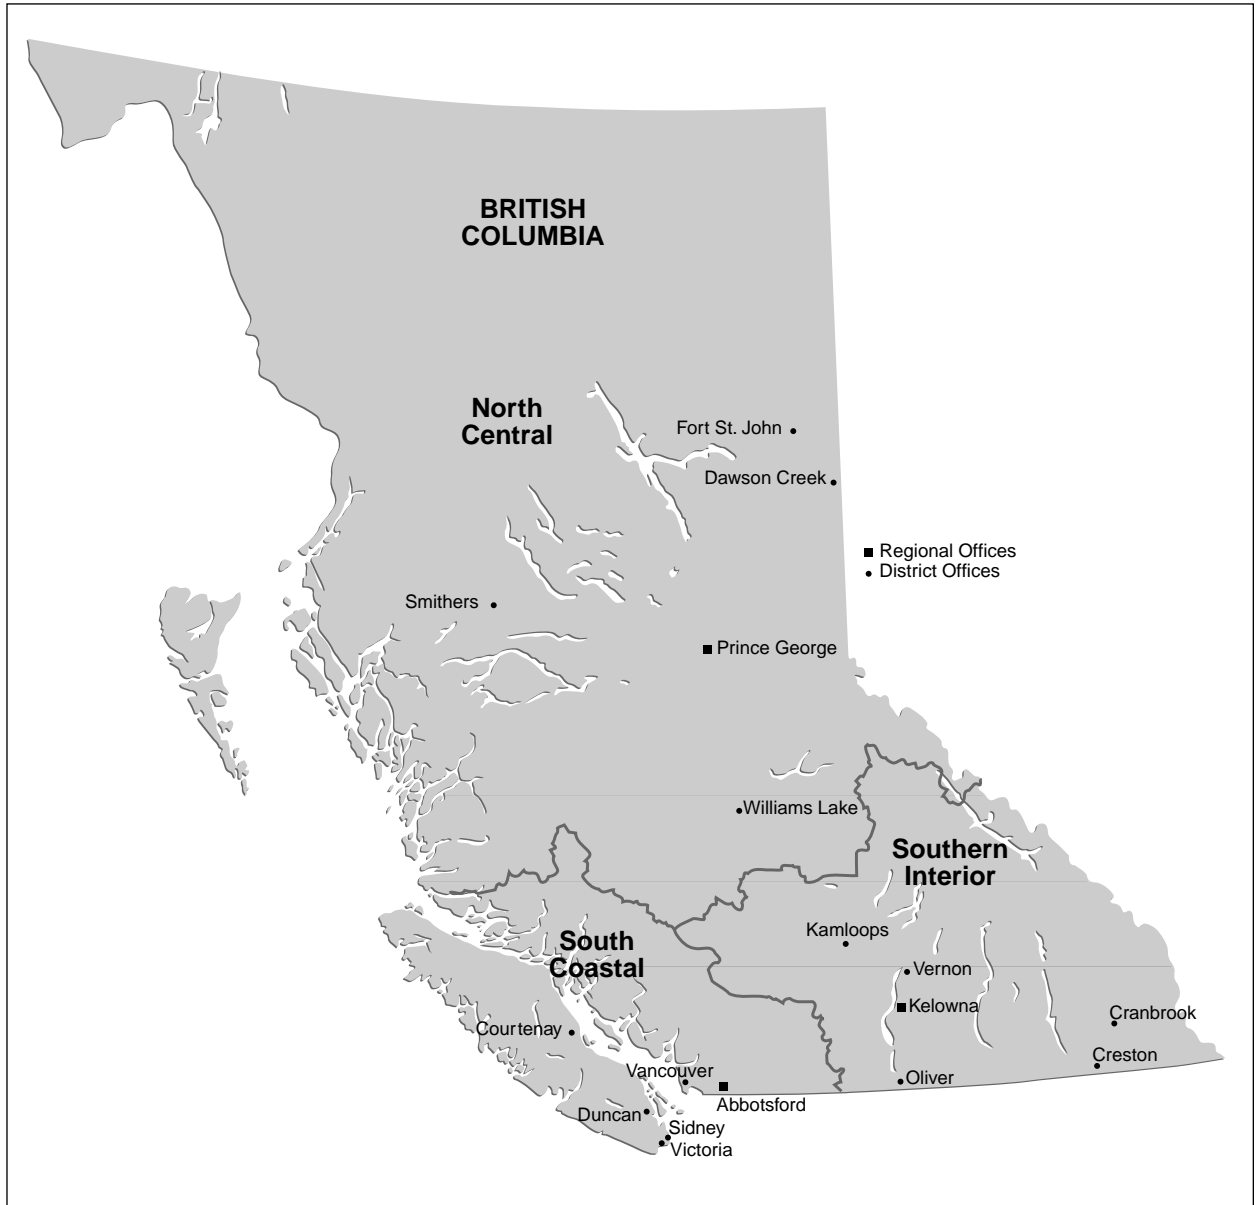 BRITISH
COLUMBIA
North
Central
Fort St. John
Dawson Creek
Regional Offices
District Offices
Smithers
Prince George
Williams Lake
Southern
Interior
Kamloops
South
Coastal
Vernon
Kelowna
Cranbrook
Courtenay
Creston
Vancouver
Oliver
Abbotsford
Duncan
Sidney
Victoria